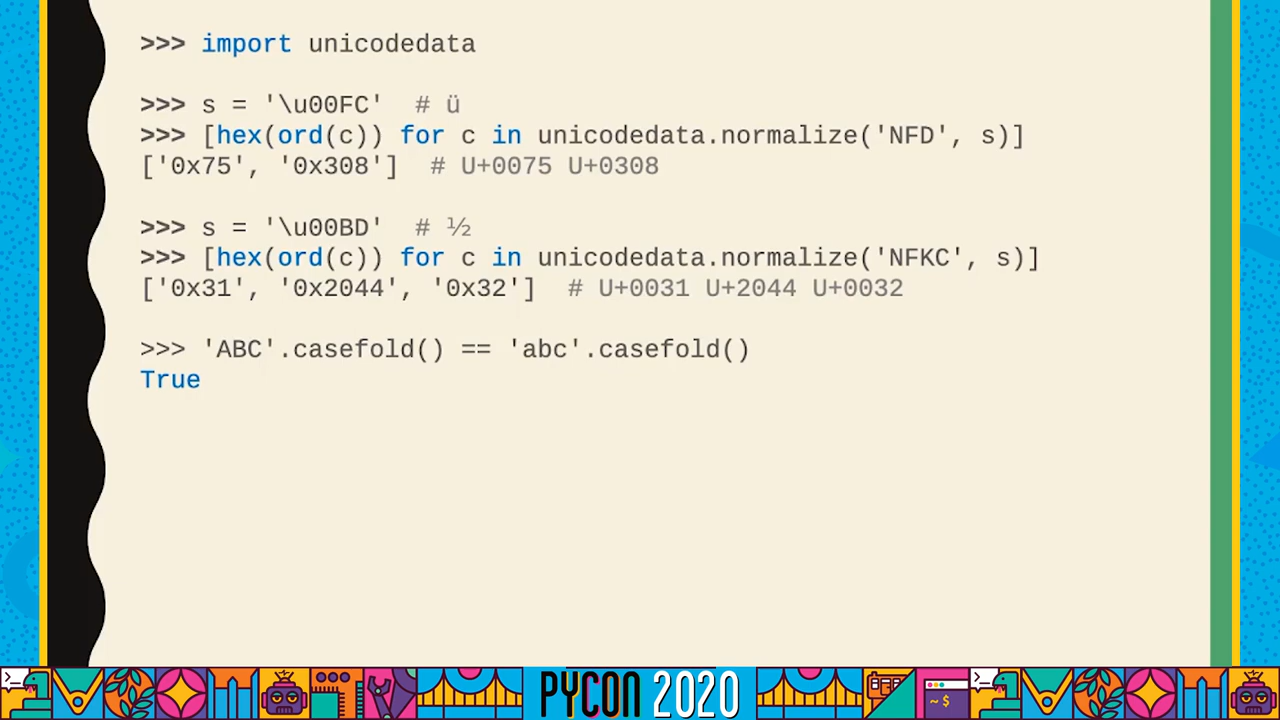 >>> import unicodedata
>>> s = '\u00FC'  # ü
>>> [hex(ord(c)) for c in unicodedata.normalize('NFD', s)]
['0x75', '0x308']  # U+0075 U+0308
>>> s = '\u00BD'  # ½
>>> [hex(ord(c)) for c in unicodedata.normalize('NFKC', s)]
['0x31', '0x2044', '0x32']  # U+0031 U+2044 U+0032
>>> 'ABC'.casefold() == 'abc'.casefold()
True
PYCON 2020
~$